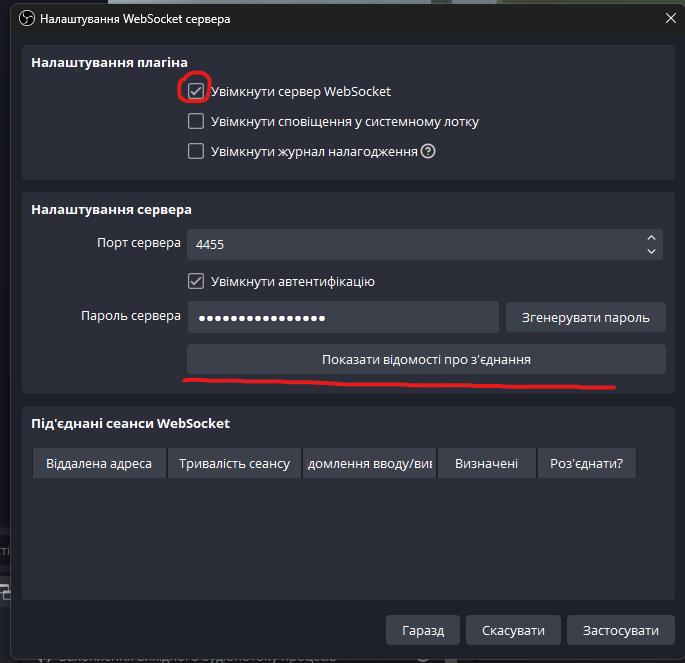 Налаштування WebSocket сервера
Налаштування плагіна
Увімкнути сервер WebSocket
Увімкнути сповіщення у системному лотку
Увімкнути журнал налагодження
Налаштування сервера
Порт сервера 4455
Увімкнути автентифікацію
Пароль сервера ●●●●●●●●●●●●●●●● Згенерувати пароль
Показати відомості про з'єднання
Під'єднані сеанси WebSocket
Віддалена адреса Тривалість сеансу домлення вводу/вив Визначені Роз'єднати?
Гаразд Скасувати Застосувати